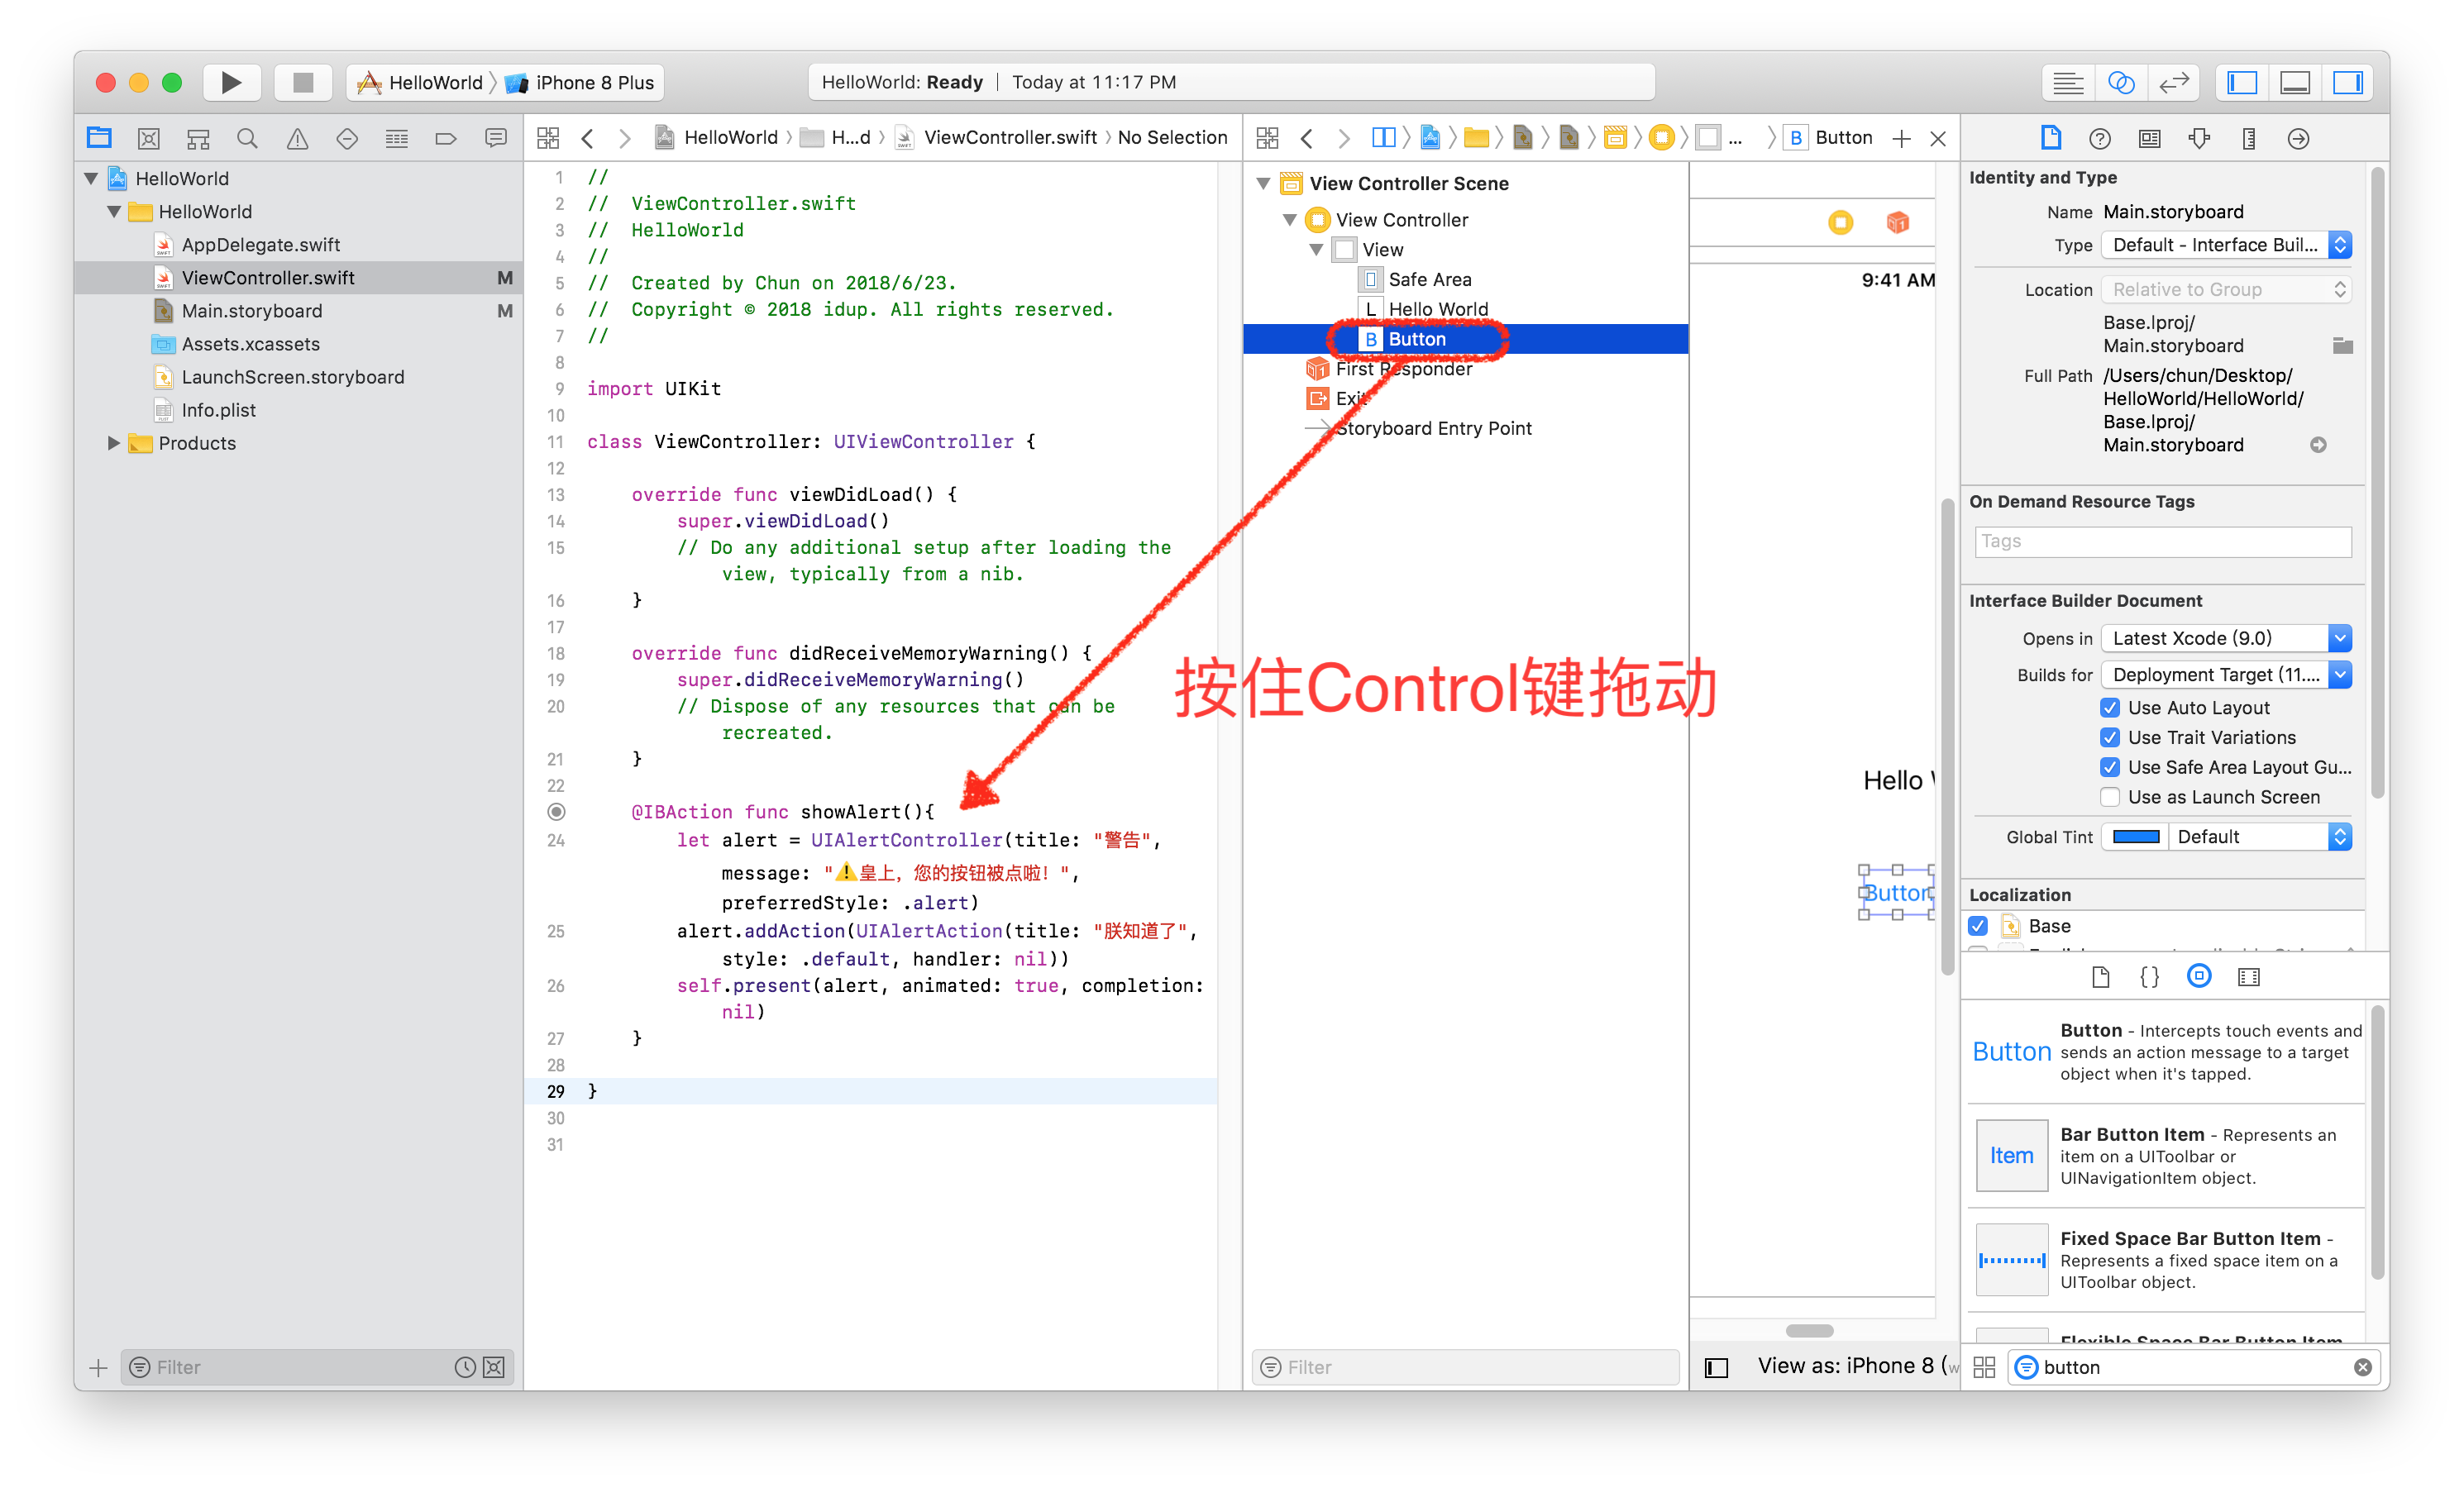 HelloWorld
iPhone 8 Plus
HelloWorld: Ready | Today at 11:17 PM
HelloWorld
HelloWorld
AppDelegate.swift
ViewController.swift M
Main.storyboard M
Assets.xcassets
LaunchScreen.storyboard
Info.plist
Products
Filter
HelloWorld 〉 H...d 〉 ViewController.swift 〉 No Selection
1 //
2 //  ViewController.swift
3 //  HelloWorld
4 //
5 //  Created by Chun on 2018/6/23.
6 //  Copyright © 2018 idup. All rights reserved.
7 //
8
9 import UIKit
10
11 class ViewController: UIViewController {
12
13     override func viewDidLoad() {
14         super.viewDidLoad()
15         // Do any additional setup after loading the
view, typically from a nib.
16     }
17
18     override func didReceiveMemoryWarning() {
19         super.didReceiveMemoryWarning()
20         // Dispose of any resources that can be
recreated.
21     }
22
@IBAction func showAlert(){
24         let alert = UIAlertController(title: "警告",
message: "⚠️皇上，您的按钮被点啦！",
preferredStyle: .alert)
25         alert.addAction(UIAlertAction(title: "朕知道了",
style: .default, handler: nil))
26         self.present(alert, animated: true, completion:
nil)
27     }
28
29 }
30
31
按住Control键拖动
... 〉 B Button
View Controller Scene
View Controller
View
Safe Area
L Hello World
B Button
First Responder
Exit
Storyboard Entry Point
Filter
9:41 AM
Hello
Button
View as: iPhone 8 (w
Identity and Type
Name Main.storyboard
Type Default - Interface Buil...
Location Relative to Group
Base.lproj/
Main.storyboard
Full Path /Users/chun/Desktop/
HelloWorld/HelloWorld/
Base.lproj/
Main.storyboard
On Demand Resource Tags
Tags
Interface Builder Document
Opens in Latest Xcode (9.0)
Builds for Deployment Target (11....
Use Auto Layout
Use Trait Variations
Use Safe Area Layout Gu...
Use as Launch Screen
Global Tint Default
Localization
Base
{}
Button
Button - Intercepts touch events and
sends an action message to a target
object when it's tapped.
Item
Bar Button Item - Represents an
item on a UIToolbar or
UINavigationItem object.
Fixed Space Bar Button Item -
Represents a fixed space item on a
UIToolbar object.
Flexible Space Bar Button Item
button